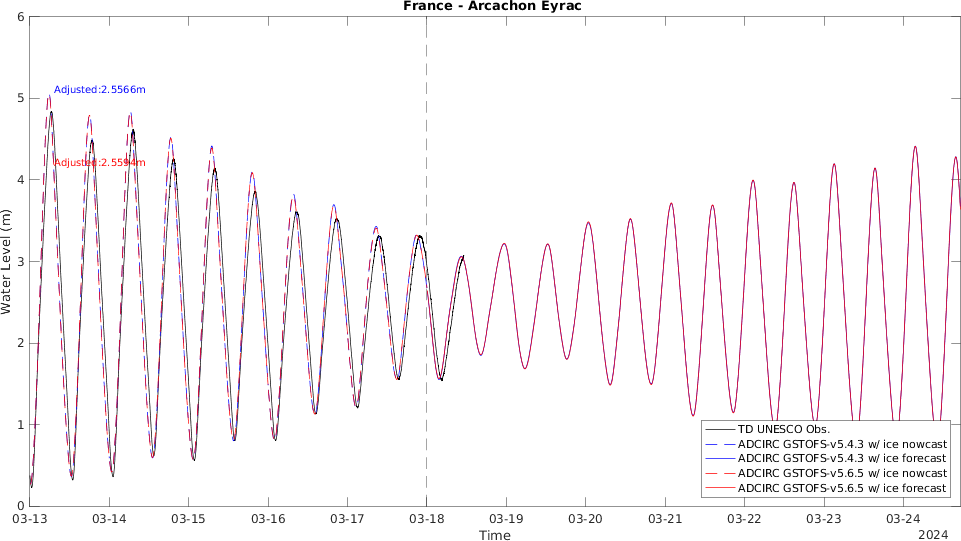 France - Arcachon Eyrac
6
5
4
3
2
1
0
Water Level (m)
Adjusted:2.5566m
Adjusted:2.5594m
TD UNESCO Obs.
ADCIRC GSTOFS-v5.4.3 w/ ice nowcast
ADCIRC GSTOFS-v5.4.3 w/ ice forecast
ADCIRC GSTOFS-v5.6.5 w/ ice nowcast
ADCIRC GSTOFS-v5.6.5 w/ ice forecast
03-13 03-14 03-15 03-16 03-17 03-18 03-19 03-20 03-21 03-22 03-23 03-24
Time
2024